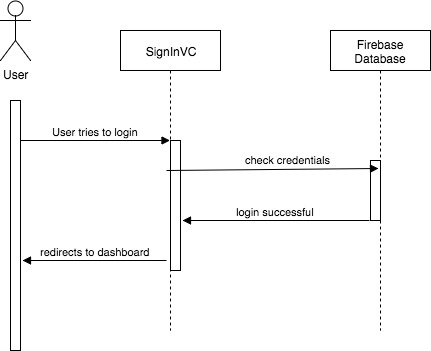 User
SignInVC
Firebase
Database
User tries to login
check credentials
login successful
redirects to dashboard